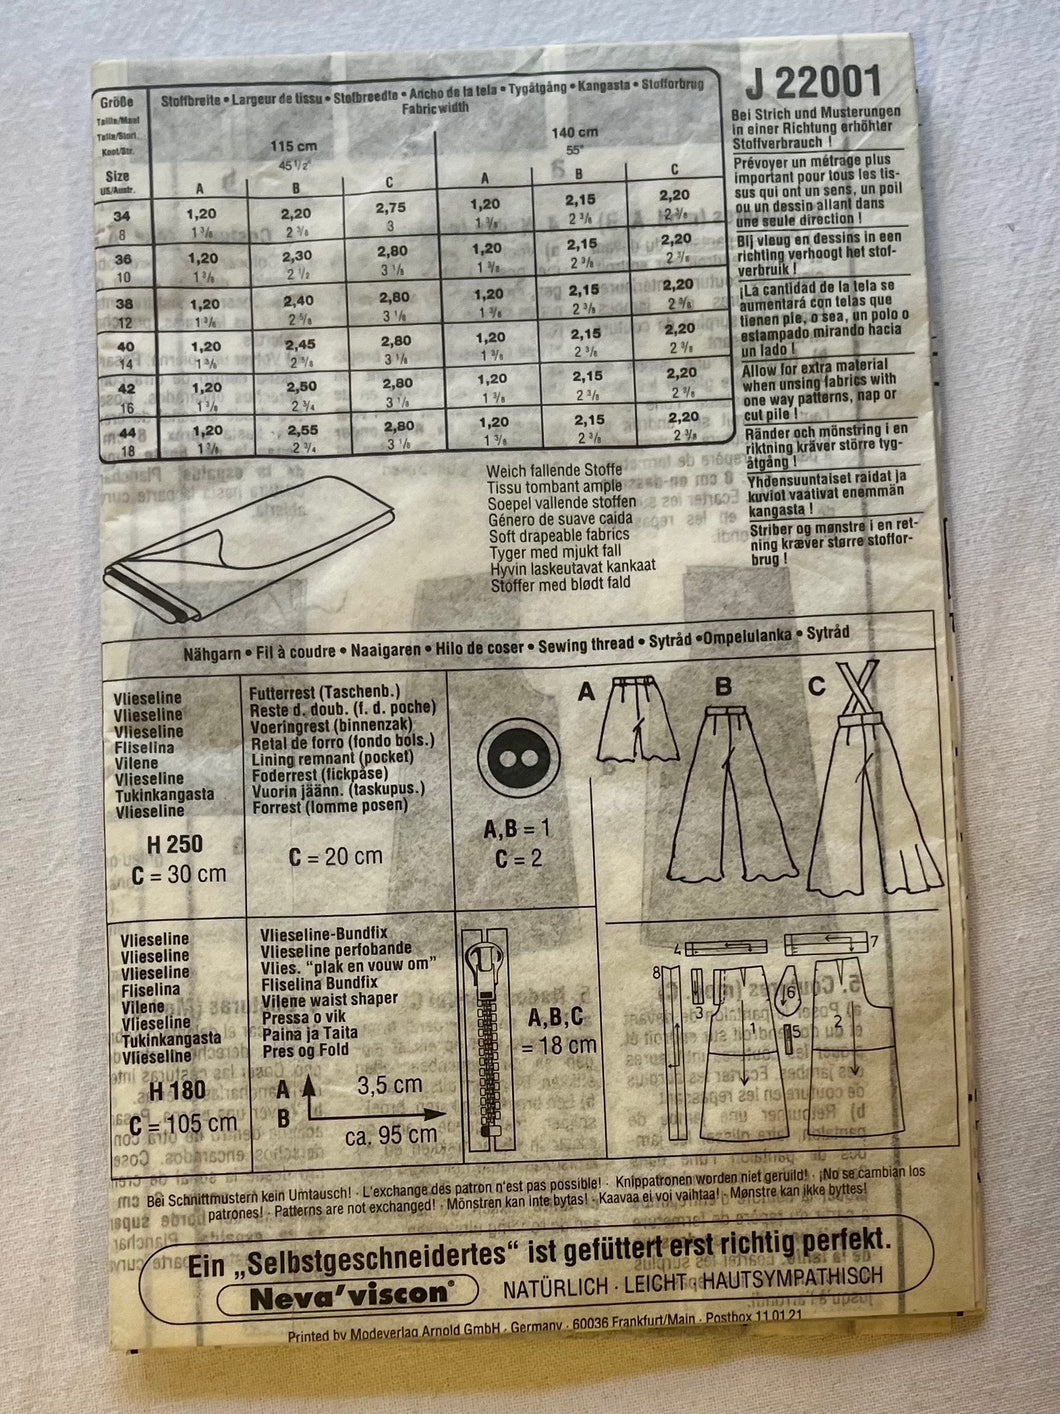 J 22001
Größe
Taille/Maat
Talla/Storl.
Koot/Str.
Size
US/Austr.
Stoffbreite • Largeur de tissu • Stofbreedte • Ancho de la tela • Tygåtgång • Kangasta • Stofforbrug
Fabric width
115 cm
45 1/2"
140 cm
55"
A B C A B C
34 1,20 2,20 2,75 1,20 2,15 2,20
8 1 3/8 2 3/8 3 1 3/8 2 3/8 2 3/8
36 1,20 2,30 2,80 1,20 2,15 2,20
10 1 3/8 2 1/2 3 1/8 1 3/8 2 3/8 2 3/8
38 1,20 2,40 2,80 1,20 2,15 2,20
12 1 3/8 2 5/8 3 1/8 1 3/8 2 3/8 2 3/8
40 1,20 2,45 2,80 1,20 2,15 2,20
14 1 3/8 2 5/8 3 1/8 1 3/8 2 3/8 2 3/8
42 1,20 2,50 2,80 1,20 2,15 2,20
16 1 3/8 2 3/4 3 1/8 1 3/8 2 3/8 2 3/8
44 1,20 2,55 2,80 1,20 2,15 2,20
18 1 3/8 2 3/4 3 1/8 1 3/8 2 3/8 2 3/8
Bei Strich und Musterungen
in einer Richtung erhöhter
Stoffverbrauch !
Prévoyer un métrage plus
important pour tous les tis-
sus qui ont un sens, un poil
ou un dessin allant dans
une seule direction !
Bij vleug en dessins in een
richting verhoogt het stof-
verbruik !
¡La cantidad de la tela se
aumentará con telas que
tienen pie, o sea, un polo o
estampado mirando hacia
un lado !
Allow for extra material
when unsing fabrics with
one way patterns, nap or
cut pile !
Ränder och mönstring i en
riktning kräver större tyg-
åtgång !
Yhdensuuntaiset raidat ja
kuviot vaativat enemmän
kangasta !
Striber og mønstre i en ret-
ning kræver større stoffor-
brug !
Weich fallende Stoffe
Tissu tombant ample
Soepel vallende stoffen
Género de suave caida
Soft drapeable fabrics
Tyger med mjukt fall
Hyvin laskeutavat kankaat
Stoffer med blødt fald
Nähgarn • Fil à coudre • Naaigaren • Hilo de coser • Sewing thread • Sytråd •Ompelulanka • Sytråd
Vlieseline
Vlieseline
Vlieseline
Fliselina
Vilene
Vlieseline
Tukinkangasta
Vlieseline
H 250
C = 30 cm
Futterrest (Taschenb.)
Reste d. doub. (f. d. poche)
Voeringrest (binnenzak)
Retal de forro (fondo bols.)
Lining remnant (pocket)
Foderrest (fickpåse)
Vuorin jäänn. (taskupus.)
Forrest (lomme posen)
C = 20 cm
A,B = 1
C = 2
A
B
C
Vlieseline
Vlieseline
Vlieseline
Fliselina
Vilene
Vlieseline
Tukinkangasta
Vlieseline
H 180
C = 105 cm
Vlieseline-Bundfix
Vlieseline perfobande
Vlies. "plak en vouw om"
Fliselina Bundfix
Vilene waist shaper
Pressa o vik
Paina ja Taita
Pres og Fold
A
B
3,5 cm
ca. 95 cm
A,B,C
= 18 cm
4
7
8
3
1
6
5
2
Bei Schnittmustern kein Umtausch! · L'exchange des patron n'est pas possible! · Knippatronen worden niet geruild! · ¡No se cambian los
patrones! · Patterns are not exchanged! · Mönstren kan inte bytas! · Kaavaa ei voi vaihtaa! · Mønstre kan ikke byttes!
Ein „Selbstgeschneidertes“ ist gefüttert erst richtig perfekt.
Neva'viscon® NATÜRLICH · LEICHT · HAUTSYMPATHISCH
Printed by Modeverlag Arnold GmbH · Germany · 60036 Frankfurt/Main · Postbox 11 01 21